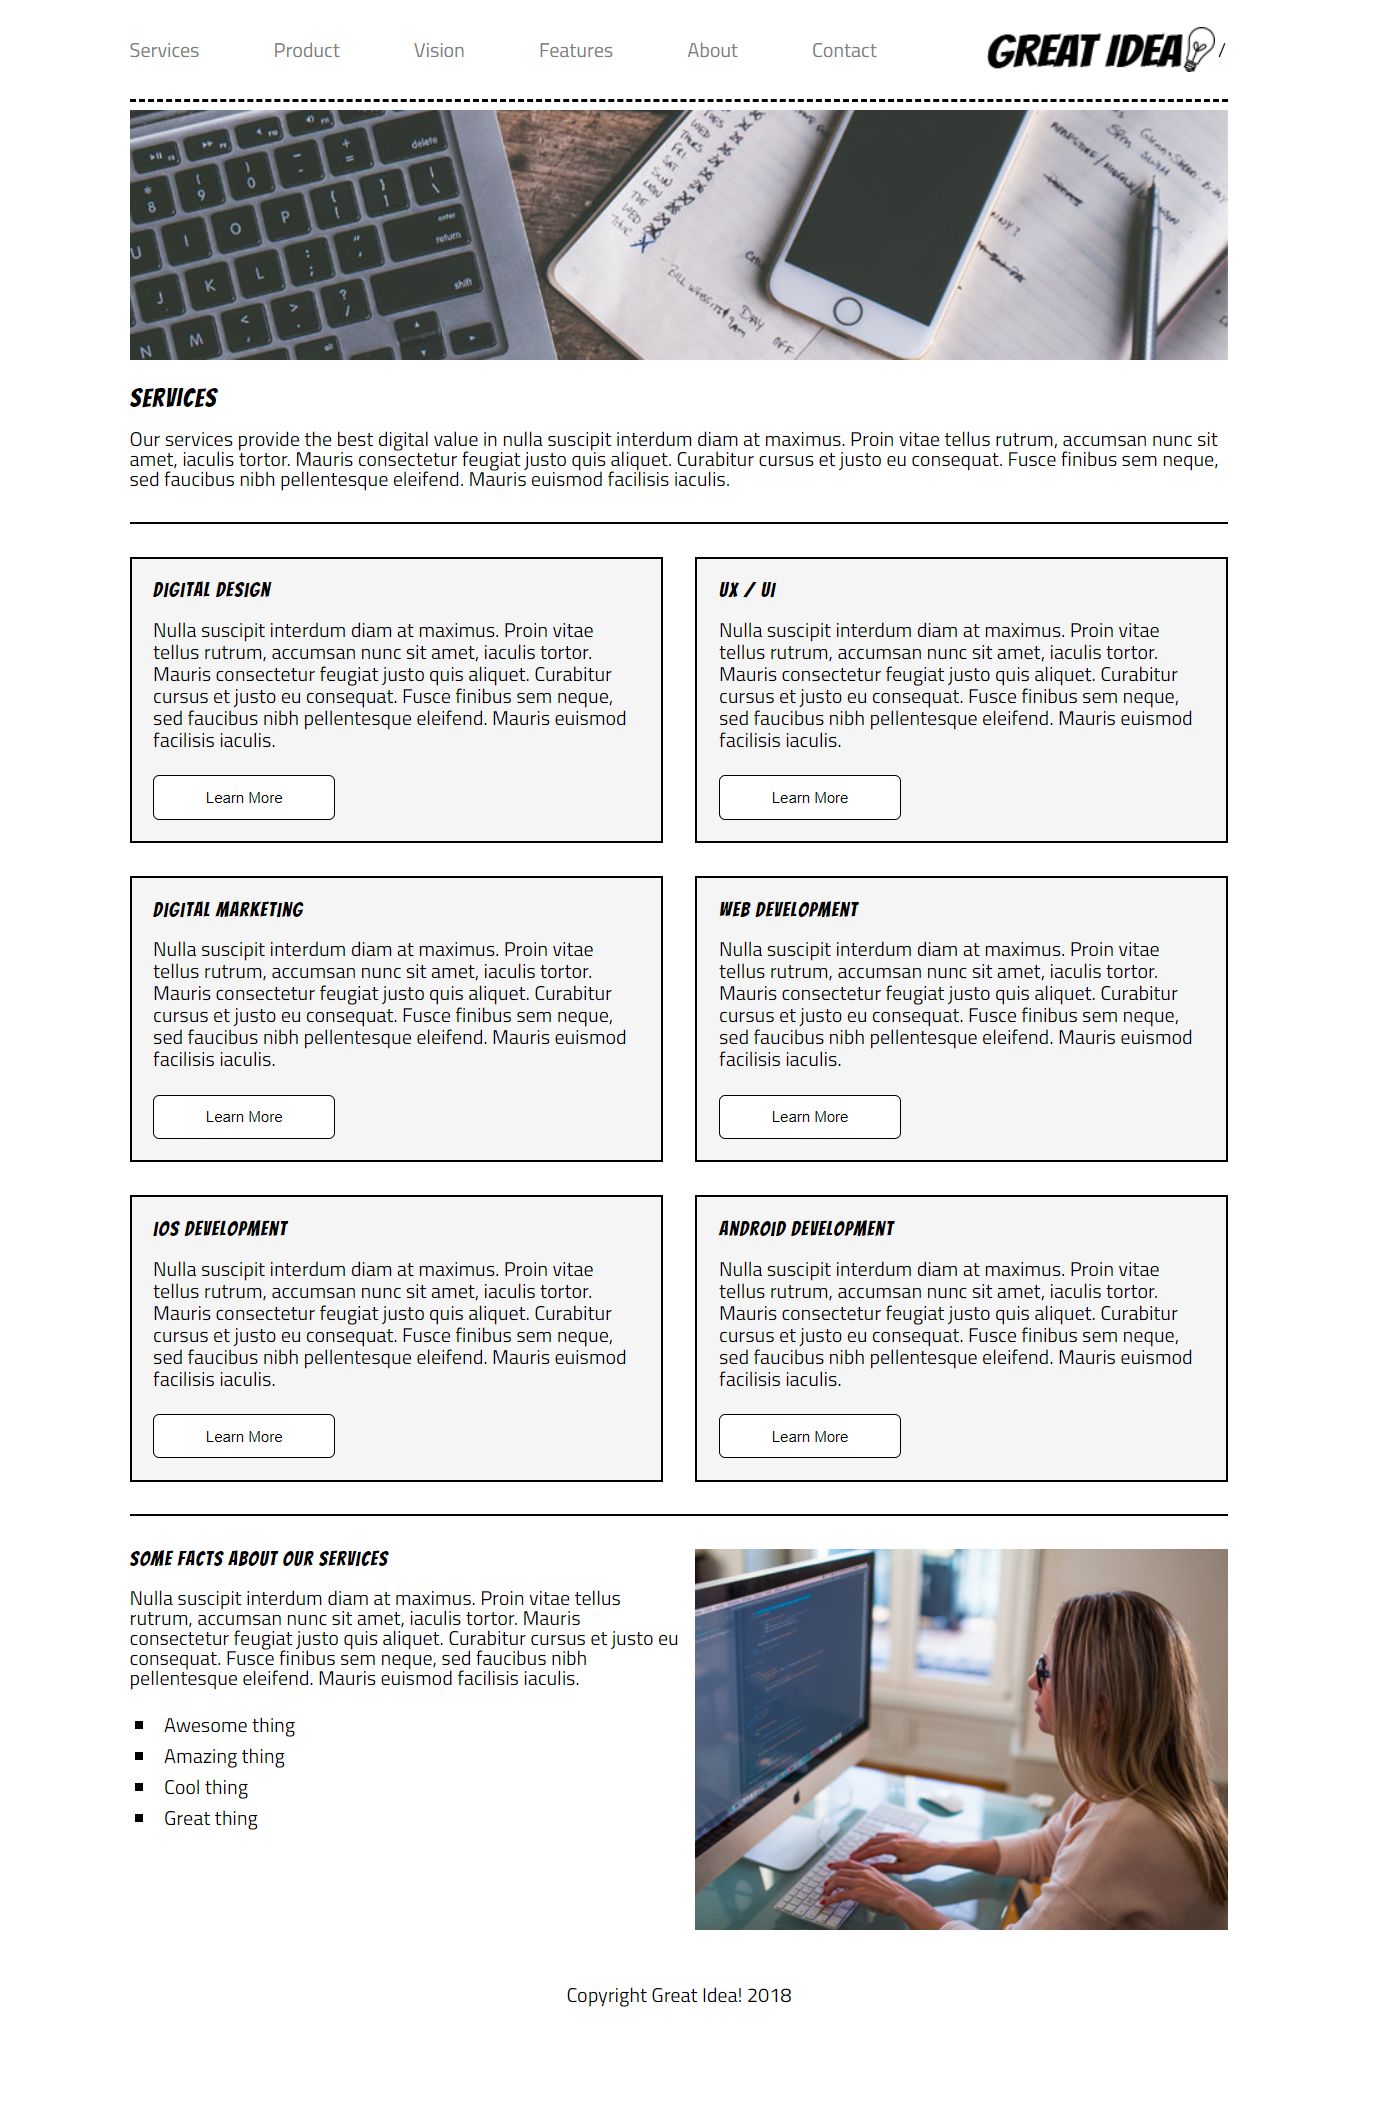 Services Product Vision Features About Contact GREAT IDEA /
delete
enter
return
shift
TUES
WED
THURS
FRI
SAT
SUN
DAY
OFF
SERVICES
Our services provide the best digital value in nulla suscipit interdum diam at maximus. Proin vitae tellus rutrum, accumsan nunc sit
amet, iaculis tortor. Mauris consectetur feugiat justo quis aliquet. Curabitur cursus et justo eu consequat. Fusce finibus sem neque,
sed faucibus nibh pellentesque eleifend. Mauris euismod facilisis iaculis.
DIGITAL DESIGN
Nulla suscipit interdum diam at maximus. Proin vitae
tellus rutrum, accumsan nunc sit amet, iaculis tortor.
Mauris consectetur feugiat justo quis aliquet. Curabitur
cursus et justo eu consequat. Fusce finibus sem neque,
sed faucibus nibh pellentesque eleifend. Mauris euismod
facilisis iaculis.
Learn More
UX / UI
Nulla suscipit interdum diam at maximus. Proin vitae
tellus rutrum, accumsan nunc sit amet, iaculis tortor.
Mauris consectetur feugiat justo quis aliquet. Curabitur
cursus et justo eu consequat. Fusce finibus sem neque,
sed faucibus nibh pellentesque eleifend. Mauris euismod
facilisis iaculis.
Learn More
DIGITAL MARKETING
Nulla suscipit interdum diam at maximus. Proin vitae
tellus rutrum, accumsan nunc sit amet, iaculis tortor.
Mauris consectetur feugiat justo quis aliquet. Curabitur
cursus et justo eu consequat. Fusce finibus sem neque,
sed faucibus nibh pellentesque eleifend. Mauris euismod
facilisis iaculis.
Learn More
WEB DEVELOPMENT
Nulla suscipit interdum diam at maximus. Proin vitae
tellus rutrum, accumsan nunc sit amet, iaculis tortor.
Mauris consectetur feugiat justo quis aliquet. Curabitur
cursus et justo eu consequat. Fusce finibus sem neque,
sed faucibus nibh pellentesque eleifend. Mauris euismod
facilisis iaculis.
Learn More
IOS DEVELOPMENT
Nulla suscipit interdum diam at maximus. Proin vitae
tellus rutrum, accumsan nunc sit amet, iaculis tortor.
Mauris consectetur feugiat justo quis aliquet. Curabitur
cursus et justo eu consequat. Fusce finibus sem neque,
sed faucibus nibh pellentesque eleifend. Mauris euismod
facilisis iaculis.
Learn More
ANDROID DEVELOPMENT
Nulla suscipit interdum diam at maximus. Proin vitae
tellus rutrum, accumsan nunc sit amet, iaculis tortor.
Mauris consectetur feugiat justo quis aliquet. Curabitur
cursus et justo eu consequat. Fusce finibus sem neque,
sed faucibus nibh pellentesque eleifend. Mauris euismod
facilisis iaculis.
Learn More
SOME FACTS ABOUT OUR SERVICES
Nulla suscipit interdum diam at maximus. Proin vitae tellus
rutrum, accumsan nunc sit amet, iaculis tortor. Mauris
consectetur feugiat justo quis aliquet. Curabitur cursus et justo eu
consequat. Fusce finibus sem neque, sed faucibus nibh
pellentesque eleifend. Mauris euismod facilisis iaculis.
Awesome thing
Amazing thing
Cool thing
Great thing
Copyright Great Idea! 2018